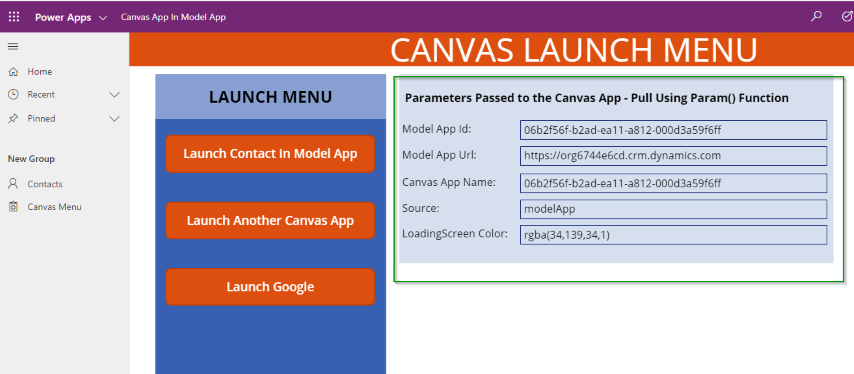 Power Apps Canvas App In Model App
CANVAS LAUNCH MENU
Home
Recent
Pinned
New Group
Contacts
Canvas Menu
LAUNCH MENU
Launch Contact In Model App
Launch Another Canvas App
Launch Google
Parameters Passed to the Canvas App - Pull Using Param() Function
Model App Id: 06b2f56f-b2ad-ea11-a812-000d3a59f6ff
Model App Url: https://org6744e6cd.crm.dynamics.com
Canvas App Name: 06b2f56f-b2ad-ea11-a812-000d3a59f6ff
Source: modelApp
LoadingScreen Color: rgba(34,139,34,1)